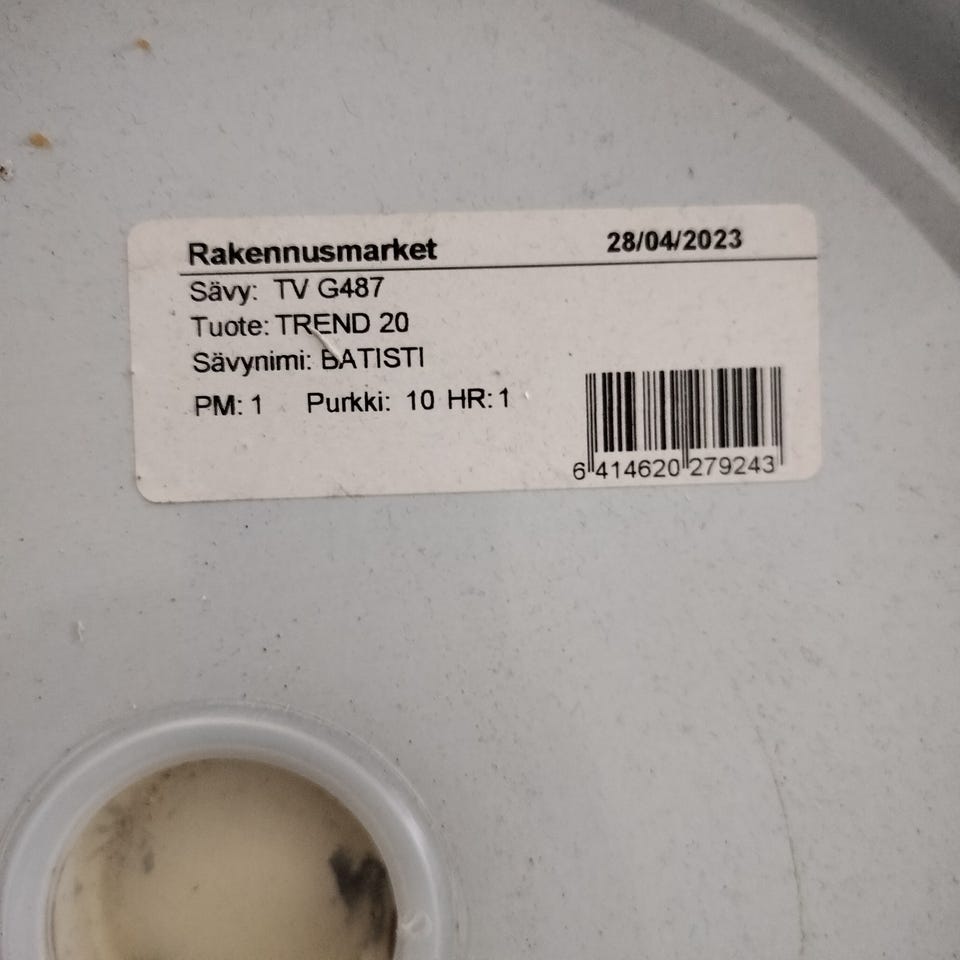 Rakennusmarket 28/04/2023
Sävy: TV G487
Tuote: TREND 20
Sävynimi: BATISTI
PM: 1 Purkki: 10 HR: 1
6 414620 279243